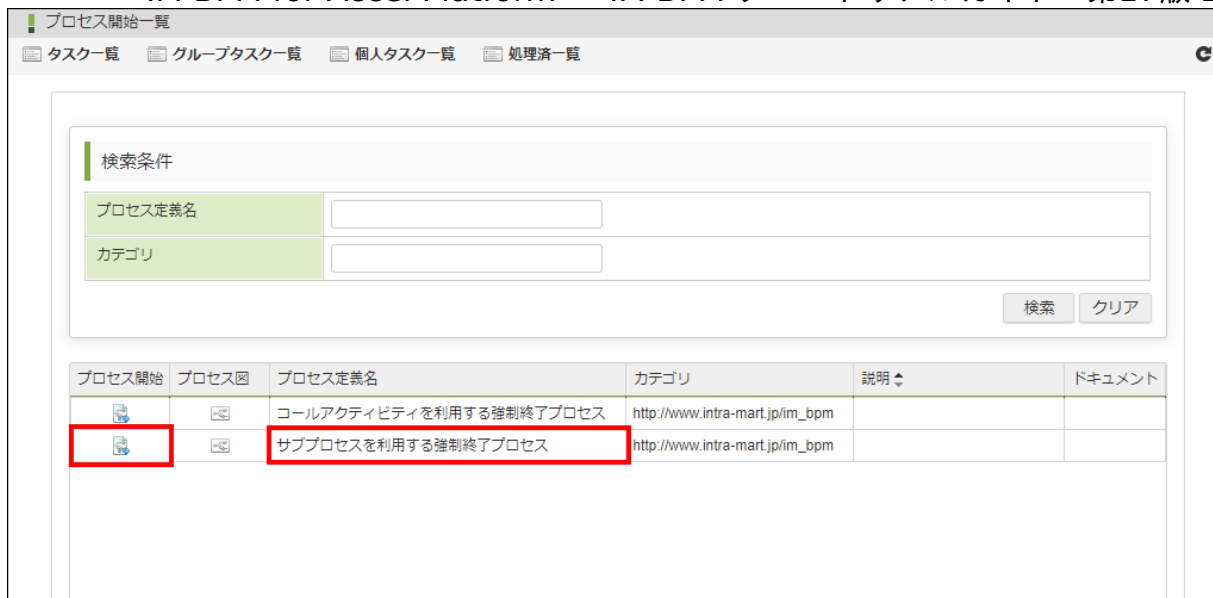 プロセス開始一覧
タスク一覧 グループタスク一覧 個人タスク一覧 処理済一覧
検索条件
プロセス定義名
カテゴリ
検索 クリア
プロセス開始 プロセス図 プロセス定義名 カテゴリ 説明 ドキュメント
コールアクティビティを利用する強制終了プロセス http://www.intra-mart.jp/im_bpm
サブプロセスを利用する強制終了プロセス http://www.intra-mart.jp/im_bpm